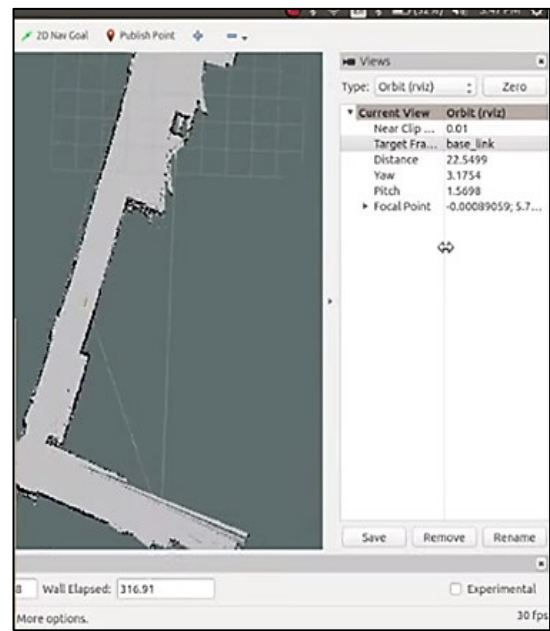 2D Nav Goal Publish Point
Views
Type: Orbit (rviz) Zero
Current View Orbit (rviz)
Near Clip ... 0.01
Target Fra... base_link
Distance 22.5499
Yaw 3.1754
Pitch 1.5698
Focal Point -0.00089059; 5.7...
Save Remove Rename
8 Wall Elapsed: 316.91 Experimental
More options. 30 fps